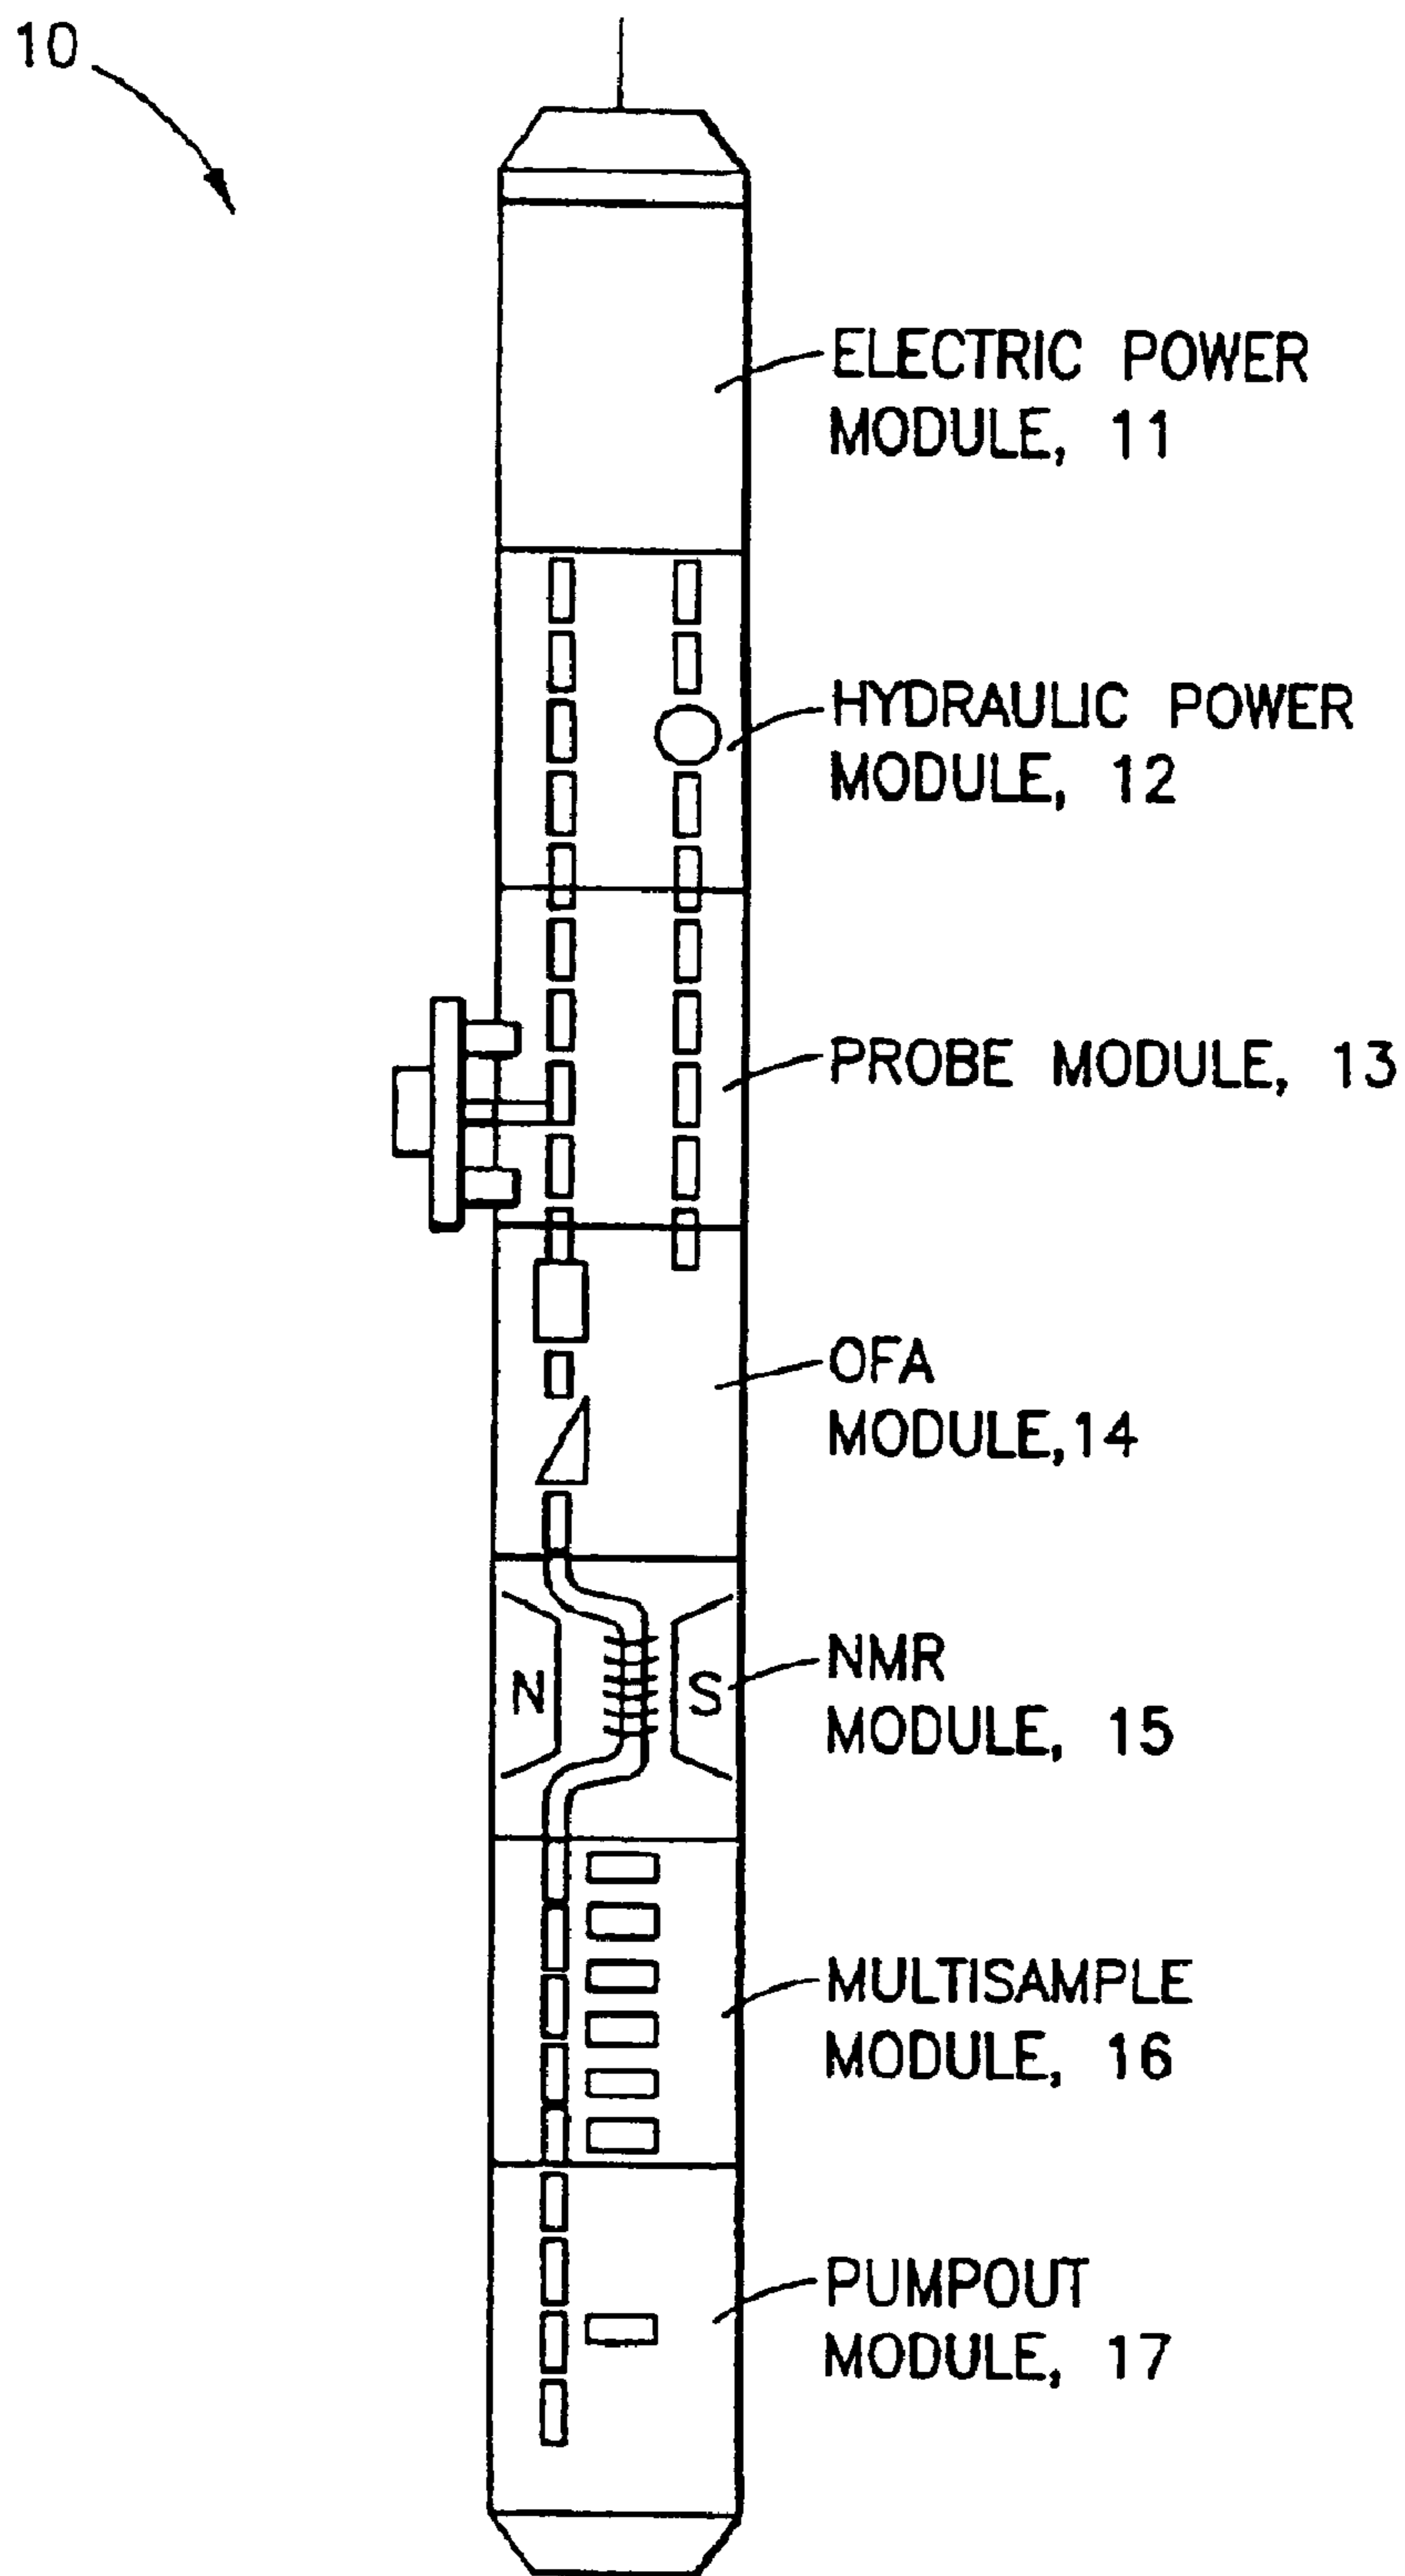 10
ELECTRIC POWER
MODULE, 11
HYDRAULIC POWER
MODULE, 12
PROBE MODULE, 13
OFA
MODULE,14
N
S
NMR
MODULE, 15
MULTISAMPLE
MODULE, 16
PUMPOUT
MODULE, 17